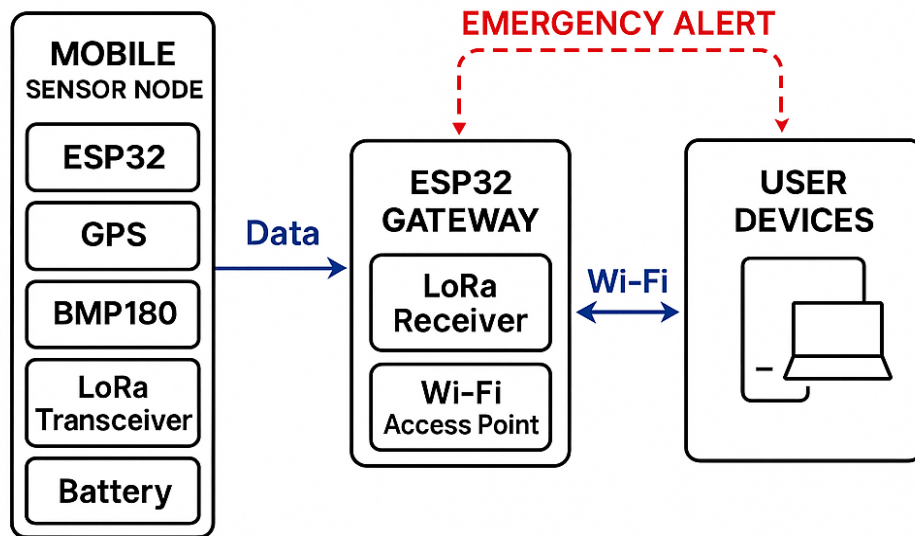 EMERGENCY ALERT
MOBILE
SENSOR NODE
ESP32
GPS
BMP180
LoRa
Transceiver
Battery
Data
ESP32
GATEWAY
LoRa
Receiver
Wi-Fi
Access Point
Wi-Fi
USER
DEVICES